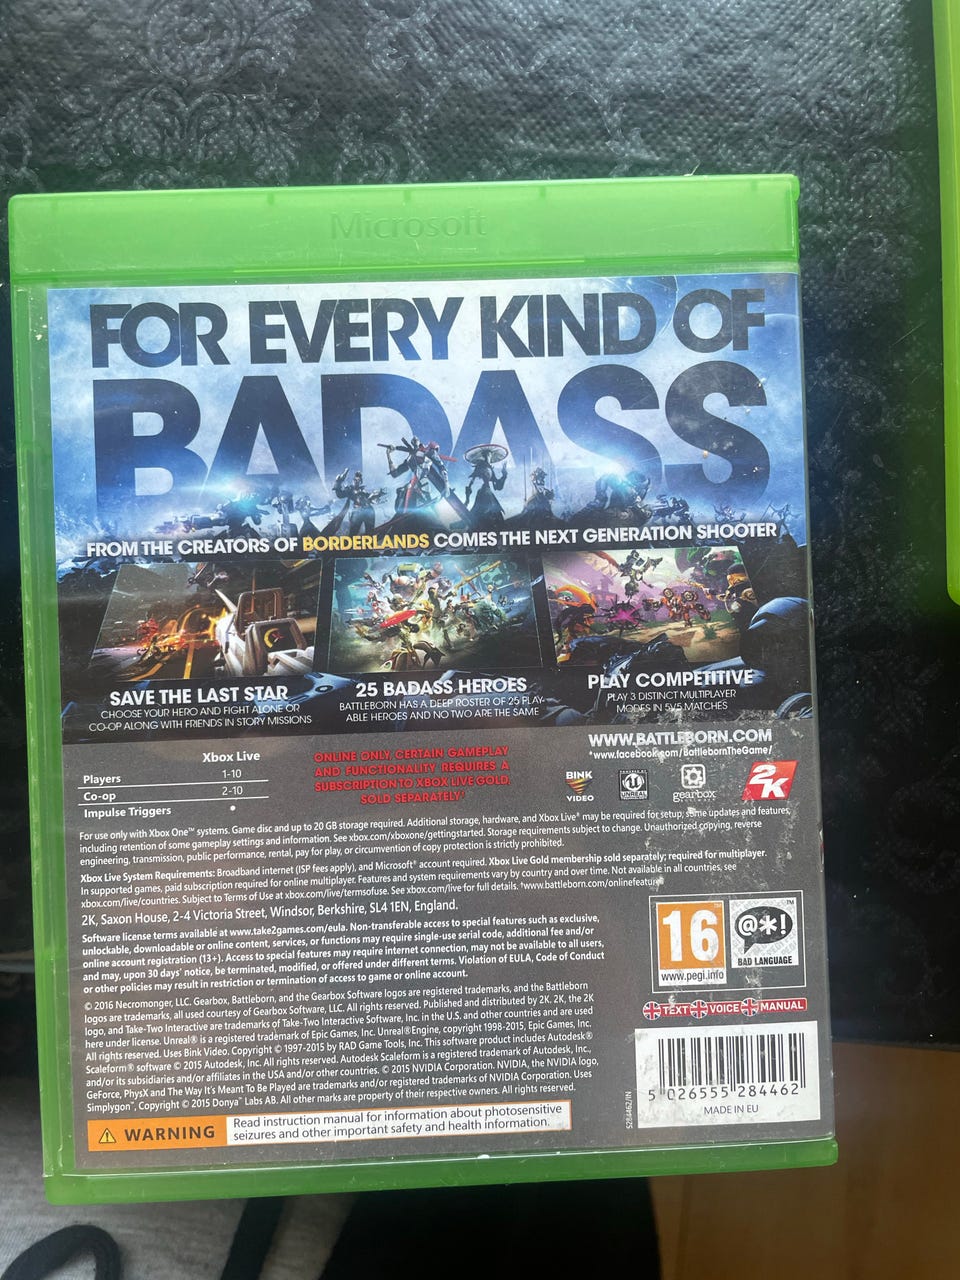 Microsoft
FOR EVERY KIND OF
BADASS
FROM THE CREATORS OF BORDERLANDS COMES THE NEXT GENERATION SHOOTER
SAVE THE LAST STAR
CHOOSE YOUR HERO AND FIGHT ALONE OR
CO-OP ALONG WITH FRIENDS IN STORY MISSIONS
25 BADASS HEROES
BATTLEBORN HAS A DEEP ROSTER OF 25 PLAY-
ABLE HEROES AND NO TWO ARE THE SAME
PLAY COMPETITIVE
PLAY 3 DISTINCT MULTIPLAYER
MODES IN 5V5 MATCHES
Xbox Live
Players 1-10
Co-op 2-10
Impulse Triggers •
ONLINE ONLY, CERTAIN GAMEPLAY
AND FUNCTIONALITY REQUIRES A
SUBSCRIPTION TO XBOX LIVE GOLD,
SOLD SEPARATELY†
WWW.BATTLEBORN.COM
"www.facebook.com/BattlebornTheGame/
BINK
VIDEO
POWERED BY
UNREAL
gearbox
2K
For use only with Xbox One™ systems. Game disc and up to 20 GB storage required. Additional storage, hardware, and Xbox Live® may be required for setup, some updates and features,
including retention of some gameplay settings and information. See xbox.com/xboxone/gettingstarted. Storage requirements subject to change. Unauthorized copying, reverse
engineering, transmission, public performance, rental, pay for play, or circumvention of copy protection is strictly prohibited.
Xbox Live System Requirements: Broadband internet (ISP fees apply), and Microsoft® account required. Xbox Live Gold membership sold separately; required for multiplayer.
In supported games, paid subscription required for online multiplayer. Features and system requirements vary by country and over time. Not available in all countries, see
xbox.com/live/countries. Subject to Terms of Use at xbox.com/live/termsofuse. See xbox.com/live for full details. †www.battleborn.com/onlinefeatur
2K, Saxon House, 2-4 Victoria Street, Windsor, Berkshire, SL4 1EN, England.
Software license terms available at www.take2games.com/eula. Non-transferable access to special features such as exclusive,
unlockable, downloadable or online content, services, or functions may require single-use serial code, additional fee and/or
online account registration (13+). Access to special features may require internet connection, may not be available to all users,
and may, upon 30 days' notice, be terminated, modified, or offered under different terms. Violation of EULA, Code of Conduct
or other policies may result in restriction or termination of access to game or online account.
© 2016 Necromonger, LLC. Gearbox, Battleborn, and the Gearbox Software logos are registered trademarks, and the Battleborn
logos are trademarks, all used courtesy of Gearbox Software, LLC. All rights reserved. Published and distributed by 2K. 2K, the 2K
logo, and Take-Two Interactive are trademarks of Take-Two Interactive Software, Inc. in the U.S. and other countries and are used
here under license. Unreal® is a registered trademark of Epic Games, Inc. Unreal® Engine, copyright 1998-2015, Epic Games, Inc.
All rights reserved. Uses Bink Video. Copyright © 1997-2015 by RAD Game Tools, Inc. This software product includes Autodesk®
Scaleform® software © 2015 Autodesk, Inc. All rights reserved. Autodesk Scaleform is a registered trademark of Autodesk, Inc.,
and/or its subsidiaries and/or affiliates in the USA and/or other countries. © 2015 NVIDIA Corporation. NVIDIA, the NVIDIA logo,
GeForce, PhysX and The Way It's Meant To Be Played are trademarks and/or registered trademarks of NVIDIA Corporation. Uses
Simplygon™, Copyright © 2015 Donya™ Labs AB. All other marks are property of their respective owners. All rights reserved.
WARNING
Read instruction manual for information about photosensitive
seizures and other important safety and health information.
16
www.pegi.info
@*!
BAD LANGUAGE
TEXT VOICE MANUAL
5284462/IN
5 026555 284462
MADE IN EU